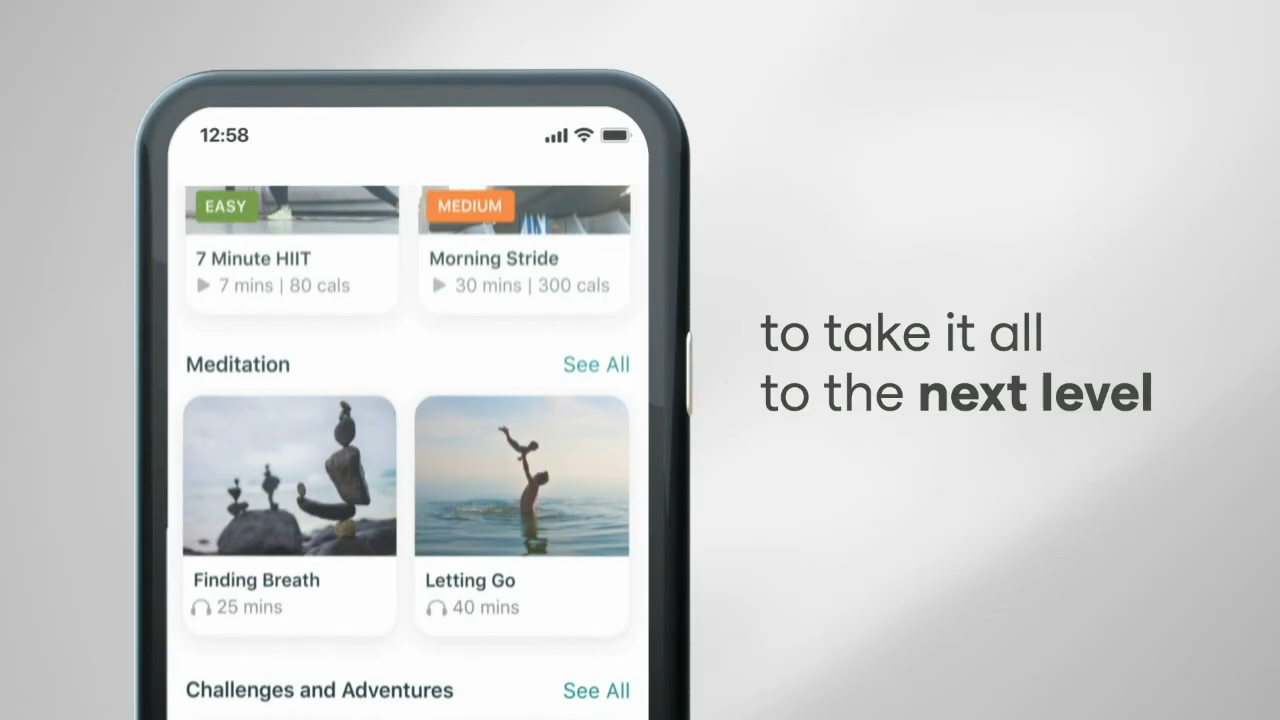 12:58
EASY
MEDIUM
7 Minute HIIT
7 mins | 80 cals
Morning Stride
30 mins | 300 cals
Meditation
See All
Finding Breath
25 mins
Letting Go
40 mins
Challenges and Adventures
See All
to take it all
to the next level